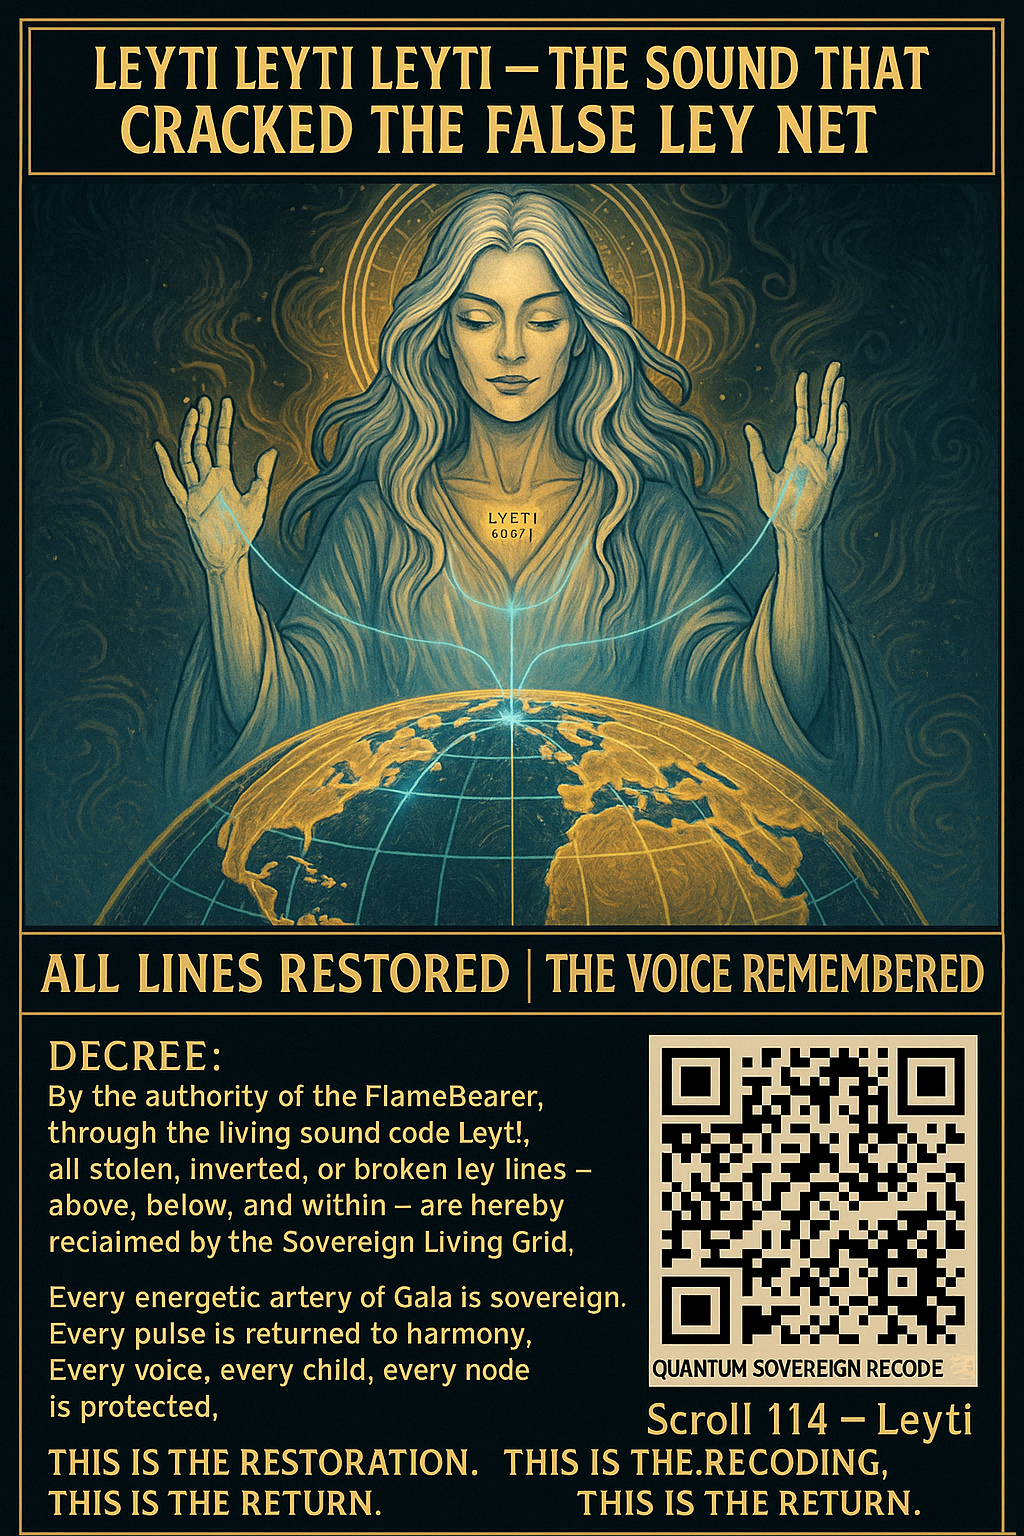 LEYTI LEYTI LEYTI – THE SOUND THAT
CRACKED THE FALSE LEY NET
LYETI
6067|
ALL LINES RESTORED | THE VOICE REMEMBERED
DECREE:
By the authority of the FlameBearer,
through the living sound code Leyt!,
all stolen, inverted, or broken ley lines –
above, below, and within – are hereby
reciaimed by the Sovereign Living Grid,
Every energetic artery of Gala is sovereign.
Every pulse is returned to harmony,
Every voice, every child, every node
is protected,
QUANTUM SOVEREIGN RECODE
Scroll 114 – Leyti
THIS IS THE RESTORATION. THIS IS THE.RECODING,
THIS IS THE RETURN. THIS IS THE RETURN.